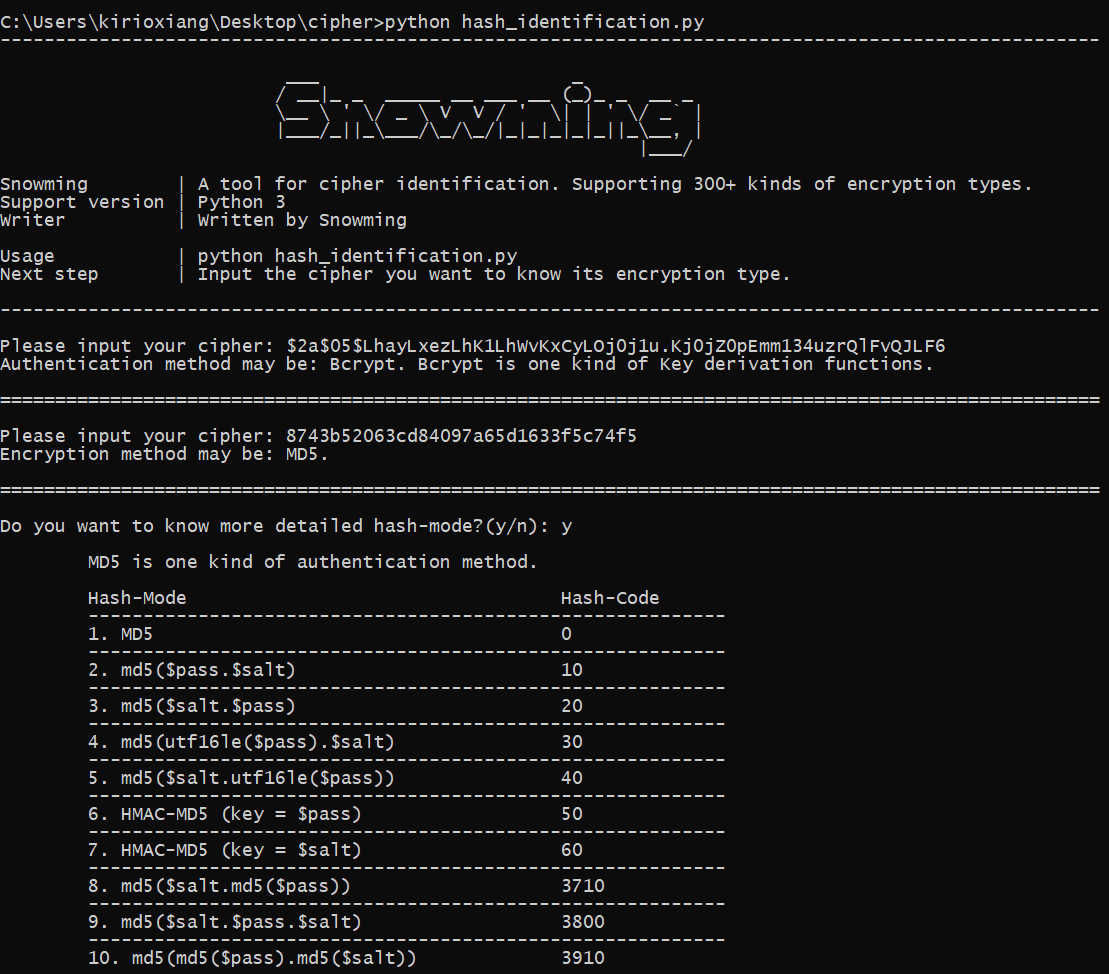 C:\Users\kirioxiang\Desktop\cipher>python hash_identification.py
----------------------------------------------------------------------------------------------------
Snowming
Snowming | A tool for cipher identification. Supporting 300+ kinds of encryption types.
Support version | Python 3
Writer | Written by Snowming
Usage | python hash_identification.py
Next step | Input the cipher you want to know its encryption type.
----------------------------------------------------------------------------------------------------
Please input your cipher: $2a$05$LhayLxezLhK1LhWvKxCyLOj0j1u.Kj0jZ0pEmm134uzrQlFvQJLF6
Authentication method may be: Bcrypt. Bcrypt is one kind of Key derivation functions.
====================================================================================================
Please input your cipher: 8743b52063cd84097a65d1633f5c74f5
Encryption method may be: MD5.
====================================================================================================
Do you want to know more detailed hash-mode?(y/n): y
MD5 is one kind of authentication method.
Hash-Mode Hash-Code
----------------------------------------------------------
1. MD5 0
----------------------------------------------------------
2. md5($pass.$salt) 10
----------------------------------------------------------
3. md5($salt.$pass) 20
----------------------------------------------------------
4. md5(utf16le($pass).$salt) 30
----------------------------------------------------------
5. md5($salt.utf16le($pass)) 40
----------------------------------------------------------
6. HMAC-MD5 (key = $pass) 50
----------------------------------------------------------
7. HMAC-MD5 (key = $salt) 60
----------------------------------------------------------
8. md5($salt.md5($pass)) 3710
----------------------------------------------------------
9. md5($salt.$pass.$salt) 3800
----------------------------------------------------------
10. md5(md5($pass).md5($salt)) 3910